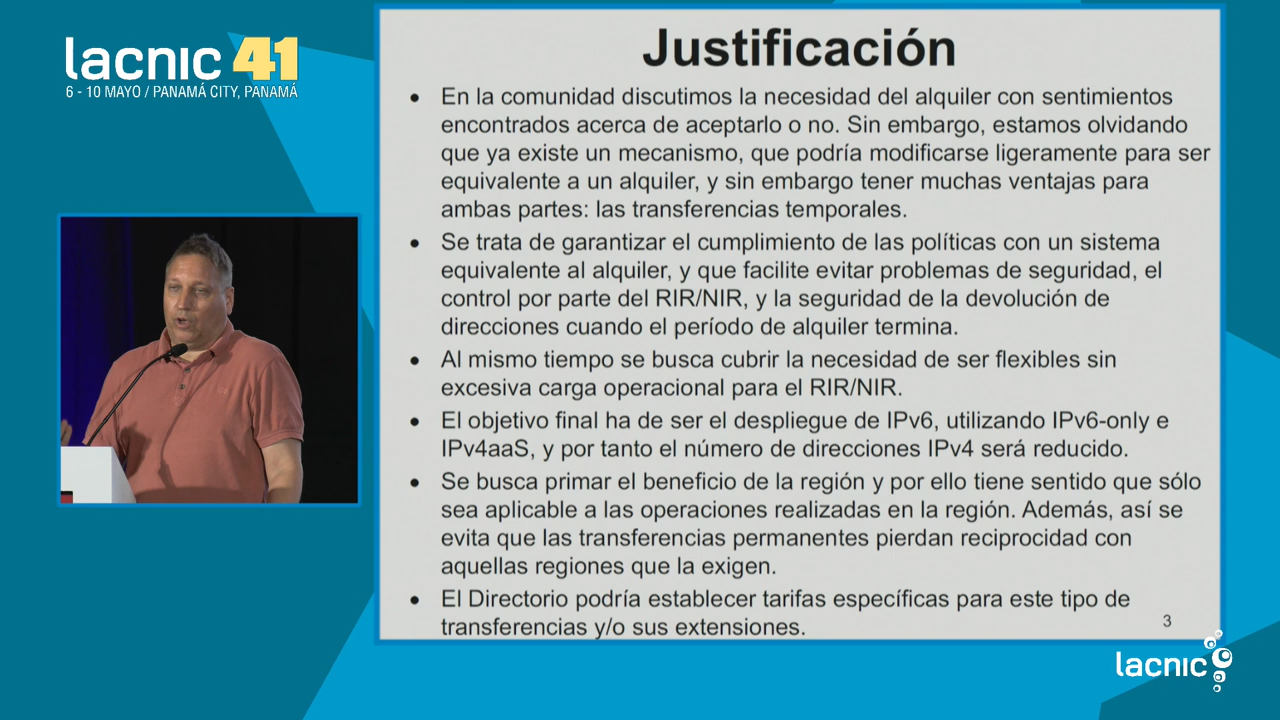 lacnic 41
6 - 10 MAYO / PANAMÁ CITY, PANAMÁ
Justificación
• En la comunidad discutimos la necesidad del alquiler con sentimientos
encontrados acerca de aceptarlo o no. Sin embargo, estamos olvidando
que ya existe un mecanismo, que podría modificarse ligeramente para ser
equivalente a un alquiler, y sin embargo tener muchas ventajas para
ambas partes: las transferencias temporales.
• Se trata de garantizar el cumplimiento de las políticas con un sistema
equivalente al alquiler, y que facilite evitar problemas de seguridad, el
control por parte del RIR/NIR, y la seguridad de la devolución de
direcciones cuando el período de alquiler termina.
• Al mismo tiempo se busca cubrir la necesidad de ser flexibles sin
excesiva carga operacional para el RIR/NIR.
• El objetivo final ha de ser el despliegue de IPv6, utilizando IPv6-only e
IPv4aaS, y por tanto el número de direcciones IPv4 será reducido.
• Se busca primar el beneficio de la región y por ello tiene sentido que sólo
sea aplicable a las operaciones realizadas en la región. Además, así se
evita que las transferencias permanentes pierdan reciprocidad con
aquellas regiones que la exigen.
• El Directorio podría establecer tarifas específicas para este tipo de
transferencias y/o sus extensiones.
3
lacnic